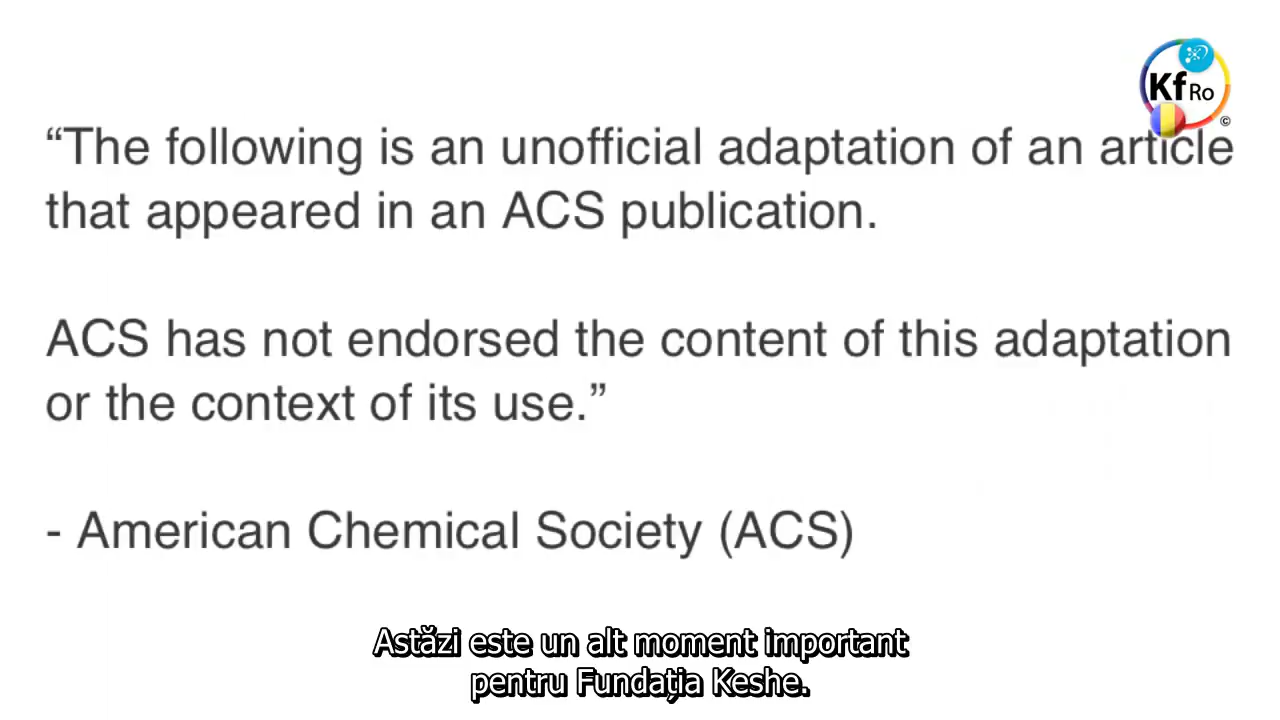 Kf Ro
©
“The following is an unofficial adaptation of an article
that appeared in an ACS publication.
ACS has not endorsed the content of this adaptation
or the context of its use.”
- American Chemical Society (ACS)
Astăzi este un alt moment important
pentru Fundația Keshe.